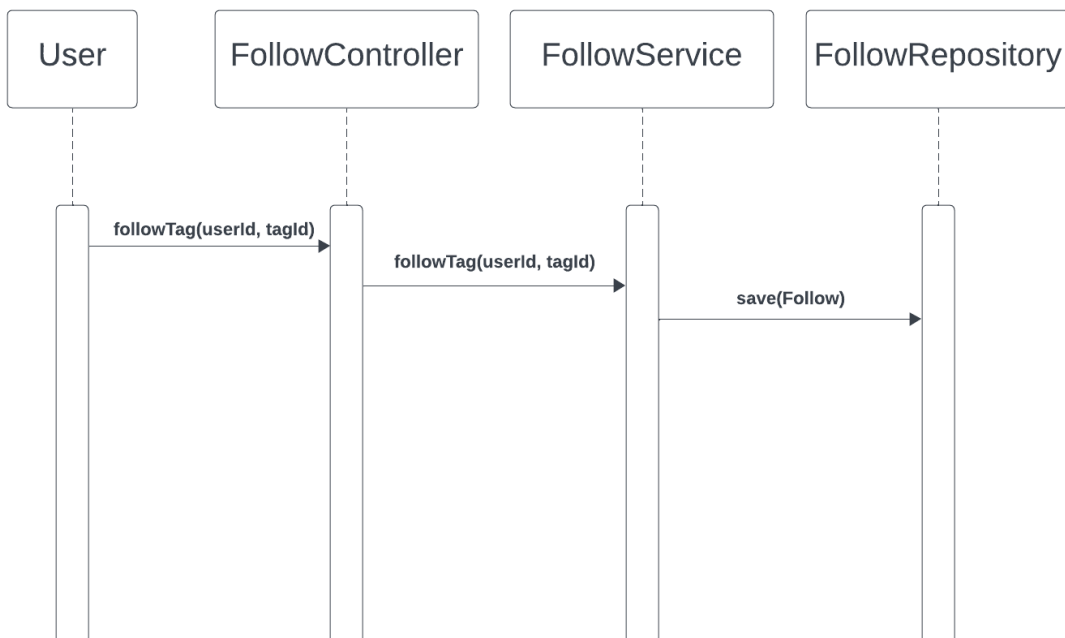 User
FollowController
FollowService
FollowRepository
followTag(userId, tagId)
followTag(userId, tagId)
save(Follow)